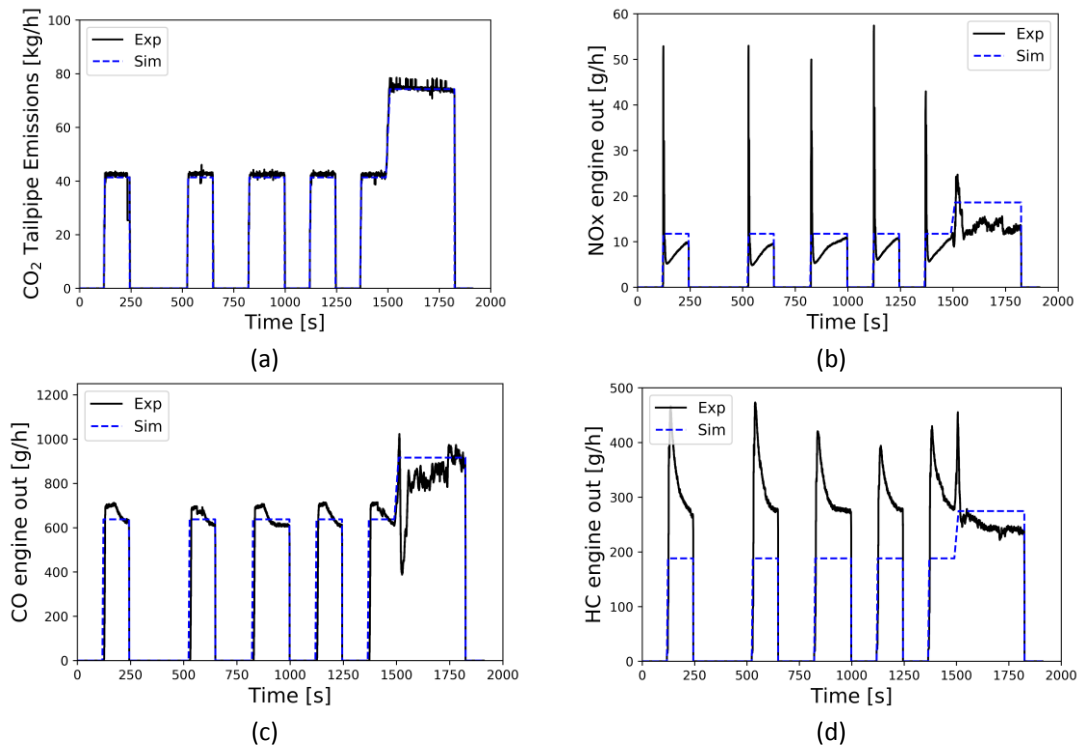 CO₂ Tailpipe Emissions [kg/h]
100
80
60
40
20
0
Exp
Sim
0 250 500 750 1000 1250 1500 1750 2000
Time [s]
(a)
NOx engine out [g/h]
60
50
40
30
20
10
0
Exp
Sim
0 250 500 750 1000 1250 1500 1750 2000
Time [s]
(b)
CO engine out [g/h]
1200
1000
800
600
400
200
0
Exp
Sim
0 250 500 750 1000 1250 1500 1750 2000
Time [s]
(c)
HC engine out [g/h]
500
400
300
200
100
0
Exp
Sim
0 250 500 750 1000 1250 1500 1750 2000
Time [s]
(d)